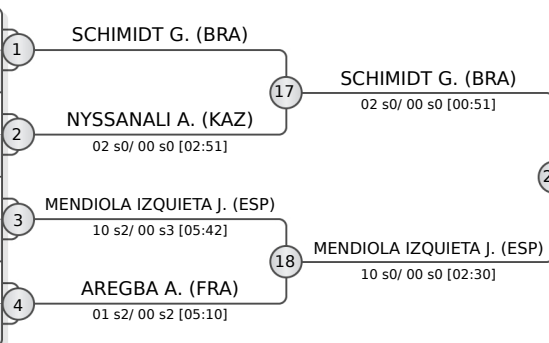 1
SCHIMIDT G. (BRA)
17
SCHIMIDT G. (BRA)
02 s0/ 00 s0 [00:51]
2
NYSSANALI A. (KAZ)
02 s0/ 00 s0 [02:51]
3
MENDIOLA IZQUIETA J. (ESP)
10 s2/ 00 s3 [05:42]
18
MENDIOLA IZQUIETA J. (ESP)
10 s0/ 00 s0 [02:30]
4
AREGBA A. (FRA)
01 s2/ 00 s2 [05:10]